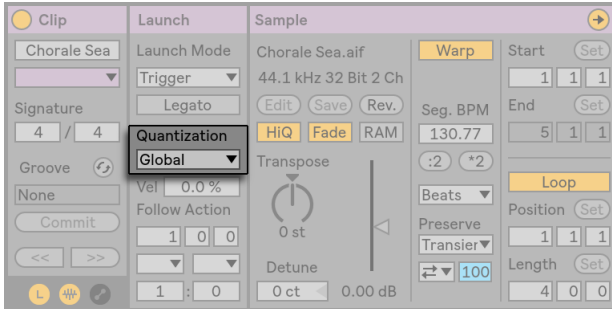 Clip
Chorale Sea
Signature
4 / 4
Groove
None
Commit
<< >>
L
Launch
Launch Mode
Trigger
Legato
Quantization
Global
Vel 0.0 %
Follow Action
1 0 0
1 : 0
Sample
Chorale Sea.aif
44.1 kHz 32 Bit 2 Ch
Edit Save Rev.
HiQ Fade RAM
Transpose
0 st
Detune
0 ct 0.00 dB
Warp
Seg. BPM
130.77
:2 *2
Beats
Preserve
Transier
100
Start Set
1 1 1
End Set
5 1 1
Loop
Position Set
1 1 1
Length Set
4 0 0